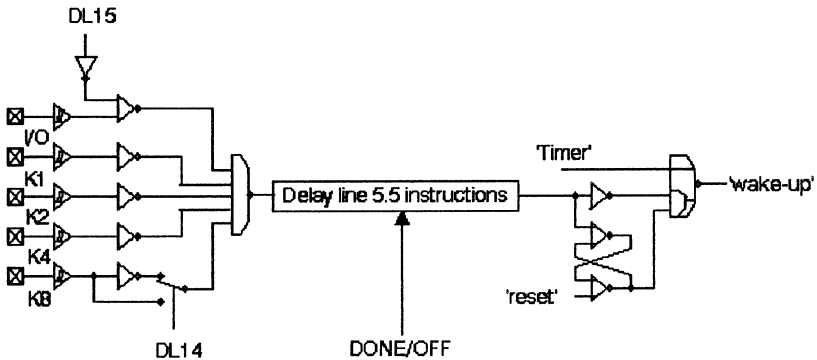 DL15
I/O
K1
K2
K4
K8
DL14
Delay line 5.5 instructions
DONE/OFF
'Timer'
'reset'
'wake-up'